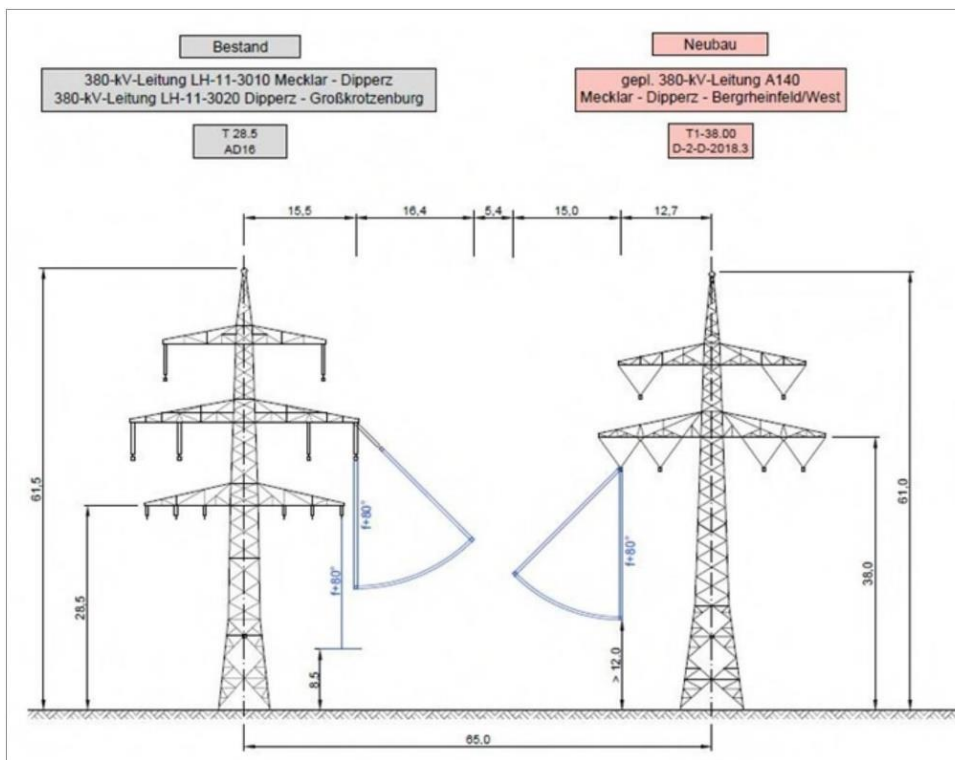 Bestand
380-kV-Leitung LH-11-3010 Mecklar - Dipperz
380-kV-Leitung LH-11-3020 Dipperz - Großkrotzenburg
T 28.5
AD16
Neubau
gepl. 380-kV-Leitung A140
Mecklar - Dipperz - Bergrheinfeld/West
T1-38.00
D-2-D-2018.3
15,5
16,4
5,4
15,0
12,7
61,5
28,5
f+80°
f+80°
8,5
f+80°
> 12,0
38,0
61,0
65,0